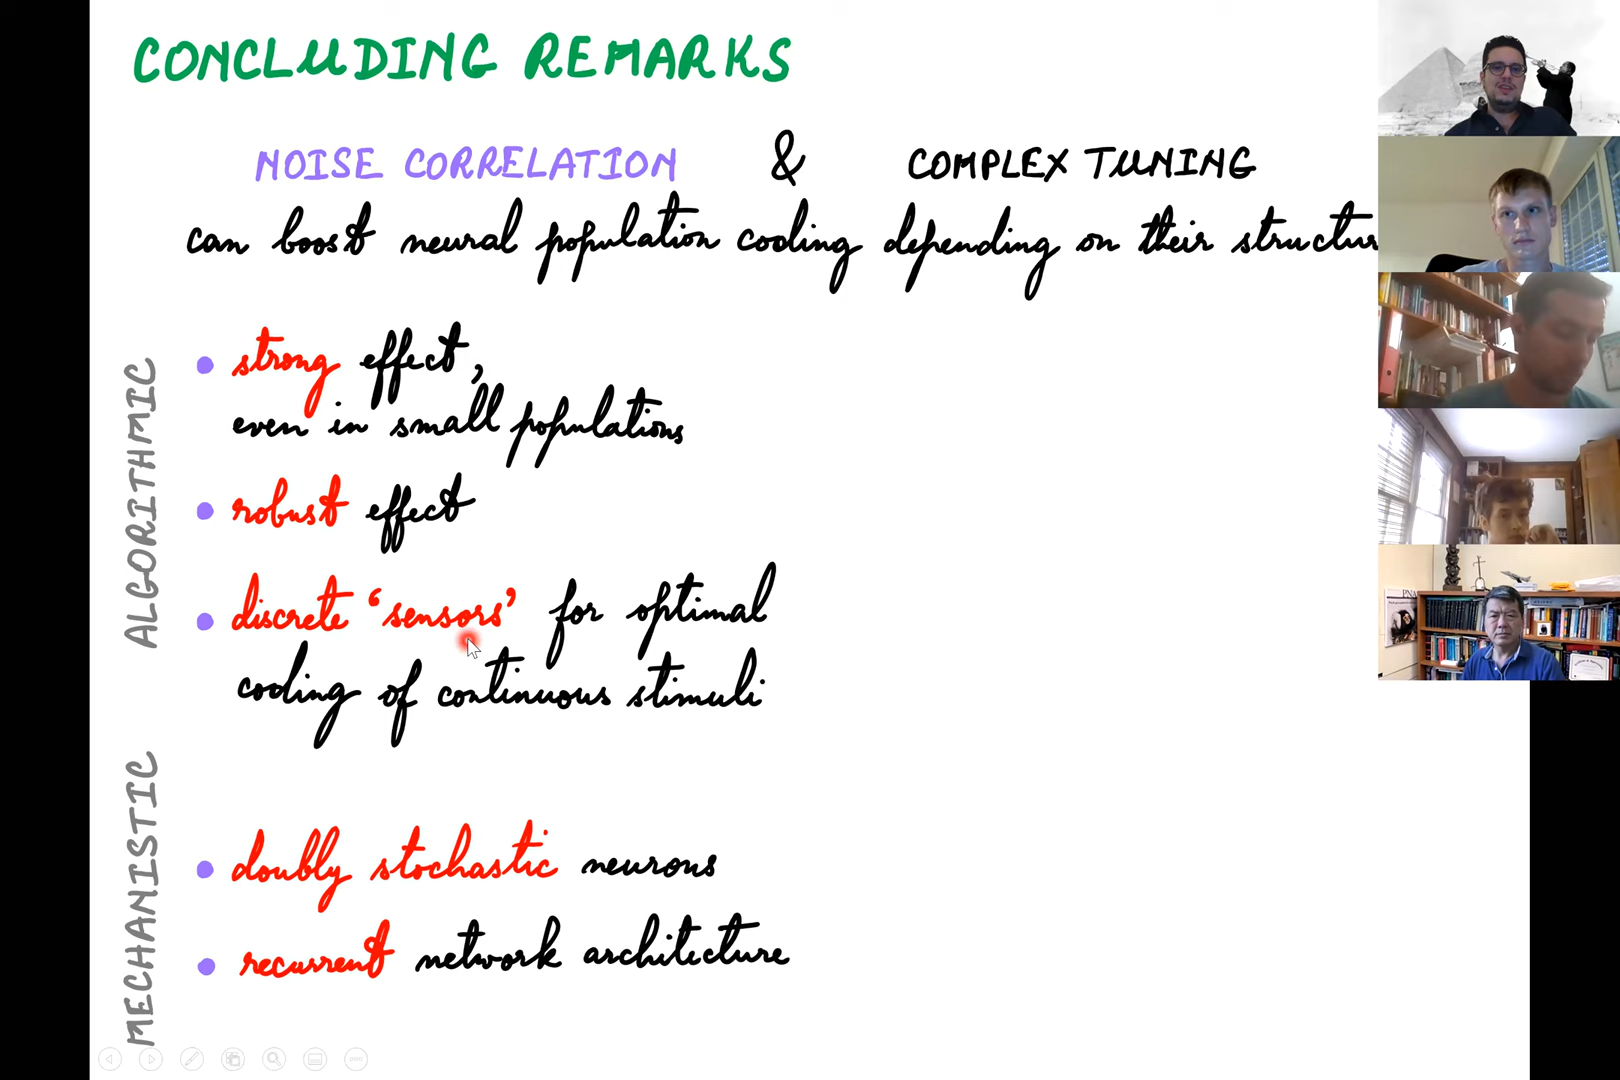 CONCLUDING REMARKS
NOISE CORRELATION & COMPLEX TUNING
can boost neural population coding depending on their structur
ALGORITHMIC
• strong effect,
even in small populations
• robust effect
• discrete 'sensors' for optimal
coding of continuous stimuli
MECHANISTIC
• doubly stochastic neurons
• recurrent network architecture